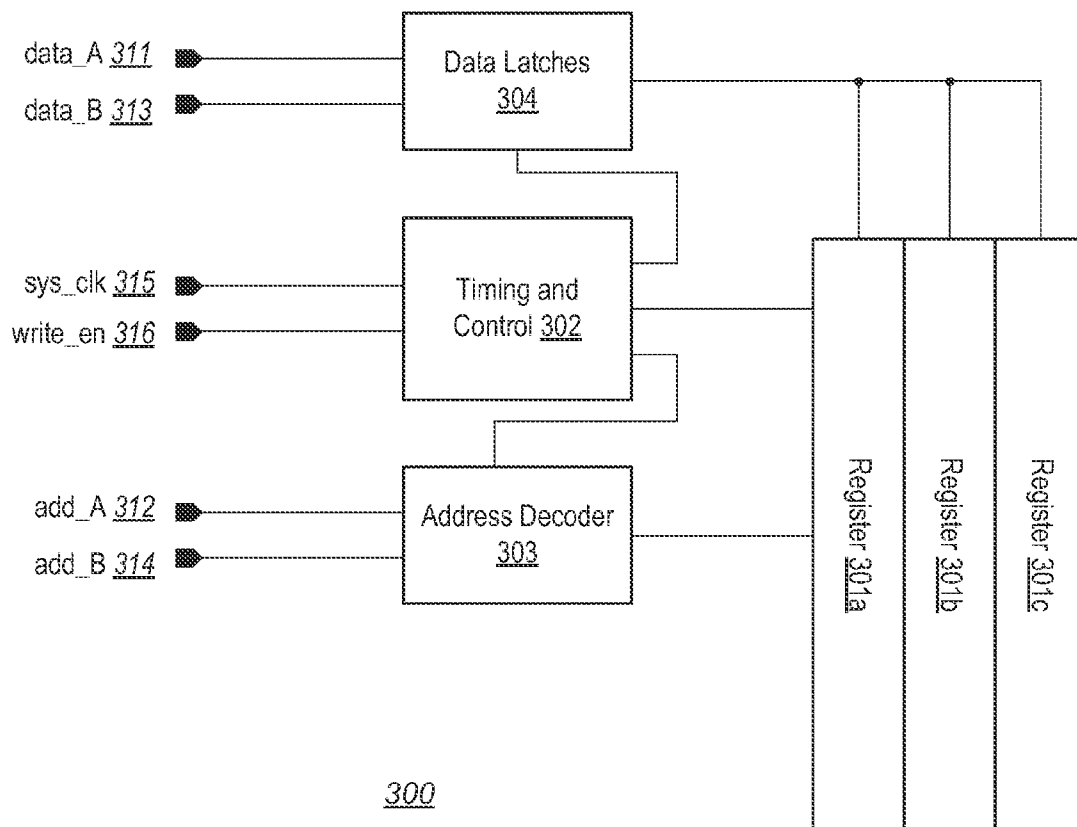 data_A 311
data_B 313
Data Latches
304
sys_clk 315
write_en 316
Timing and
Control 302
add_A 312
add_B 314
Address Decoder
303
Register 301a
Register 301b
Register 301c
300